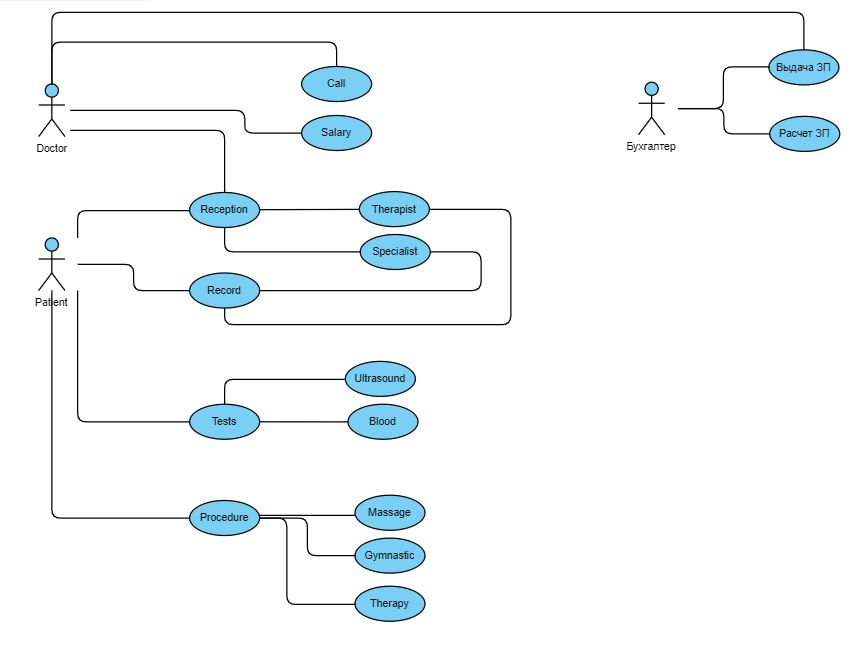 Call
Выдача ЗП
Doctor
Salary
Бухгалтер
Расчет ЗП
Reception
Therapist
Specialist
Patient
Record
Ultrasound
Tests
Blood
Procedure
Massage
Gymnastic
Therapy